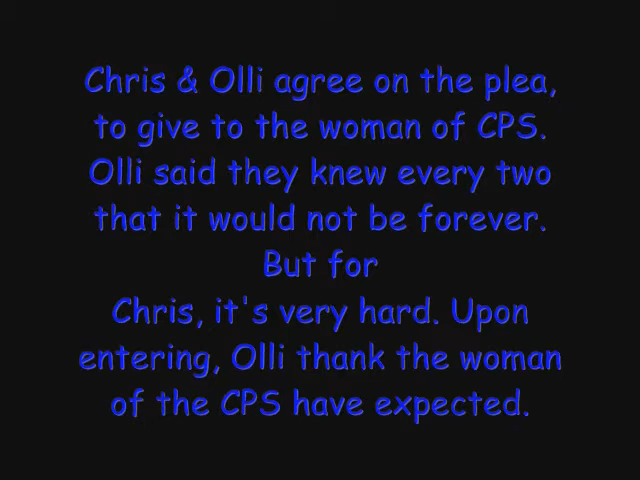 Chris & Olli agree on the plea,
to give to the woman of CPS.
Olli said they knew every two
that it would not be forever.
But for
Chris, it's very hard. Upon
entering, Olli thank the woman
of the CPS have expected.